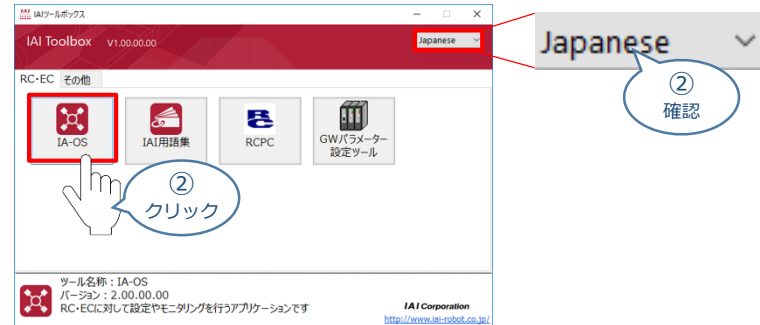 IAIツールボックス
IAI Toolbox V1.00.00.00
Japanese
RC・EC その他
IA-OS
IAI用語集
RCPC
GWパラメーター
設定ツール
②
クリック
Japanese
②
確認
ツール名称：IA-OS
バージョン：2.00.00.00
RC・ECに対して設定やモニタリングを行うアプリケーションです
IAI Corporation
http://www.iai-robot.co.jp/